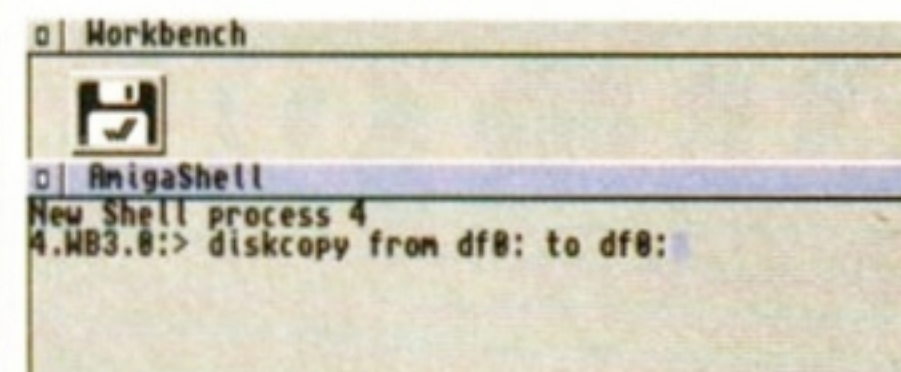 Workbench
AmigaShell
New Shell process 4
4.WB3.0:> diskcopy from df0: to df0: